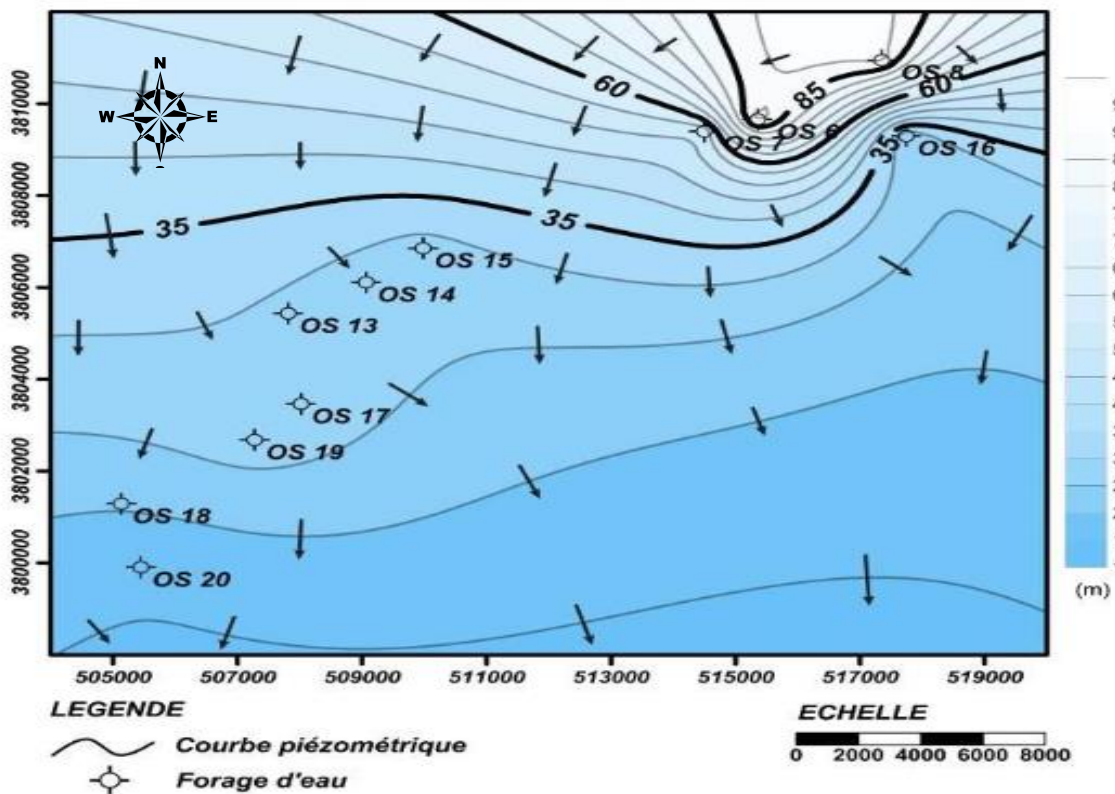 N
W E
60
85
OS 8
60
OS 7
OS 6
35
OS 16
35
35
OS 15
OS 14
OS 13
OS 17
OS 19
OS 18
OS 20
3810000
3808000
3806000
3804000
3802000
3800000
(m)
505000 507000 509000 511000 513000 515000 517000 519000
LEGENDE
Courbe piézométrique
Forage d'eau
ECHELLE
0 2000 4000 6000 8000